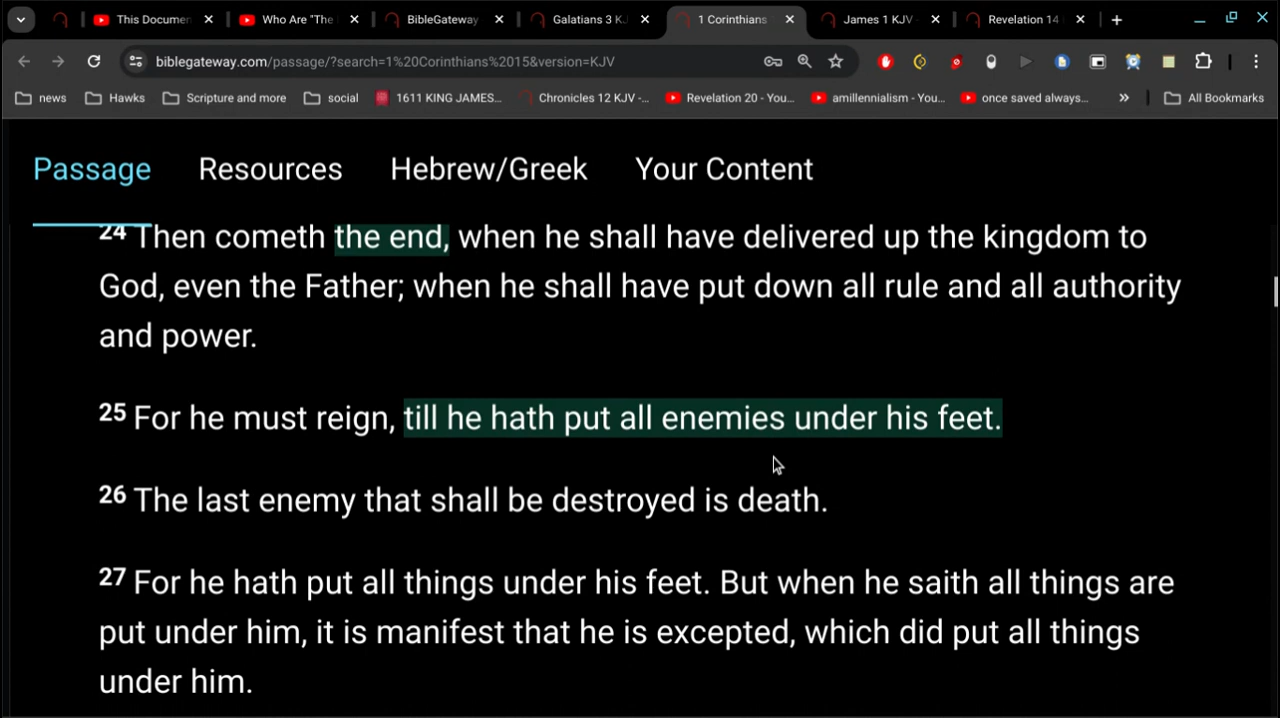 This Documen
Who Are "The
BibleGateway
Galatians 3 KJ
1 Corinthians
James 1 KJV
Revelation 14
biblegateway.com/passage/?search=1%20Corinthians%2015&version=KJV
news
Hawks
Scripture and more
social
1611 KING JAMES...
Chronicles 12 KJV -...
Revelation 20 - You...
amillennialism - You...
once saved always...
»
All Bookmarks
Passage
Resources
Hebrew/Greek
Your Content
24 Then cometh the end, when he shall have delivered up the kingdom to
God, even the Father; when he shall have put down all rule and all authority
and power.
25 For he must reign, till he hath put all enemies under his feet.
26 The last enemy that shall be destroyed is death.
27 For he hath put all things under his feet. But when he saith all things are
put under him, it is manifest that he is excepted, which did put all things
under him.